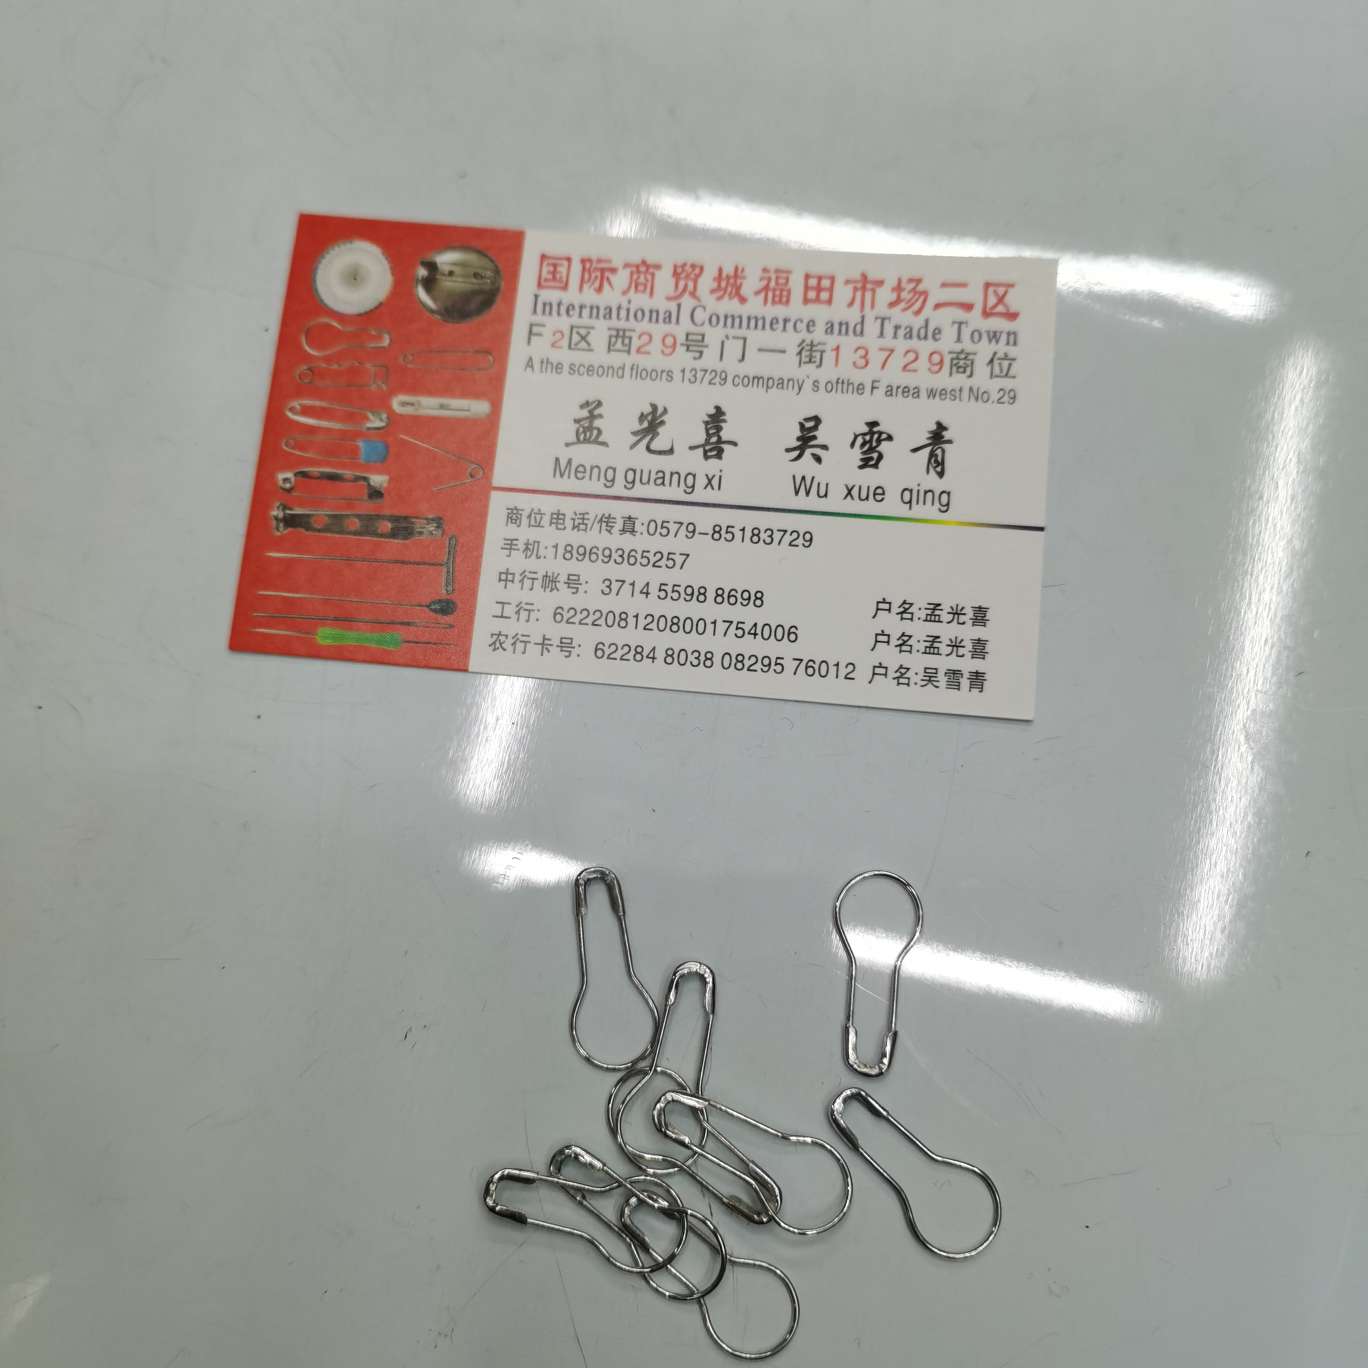 国际商贸城福田市场二区
International Commerce and Trade Town
F2区 西29号门一街13729商位
A the sceond floors 13729 company`s ofthe F area west No.29
孟光喜 吴雪青
Meng guang xi Wu xue qing
商位电话/传真:0579-85183729
手机:18969365257
中行帐号: 3714 5598 8698 户名:孟光喜
工行: 6222081208001754006 户名:孟光喜
农行卡号: 62284 8038 08295 76012 户名:吴雪青